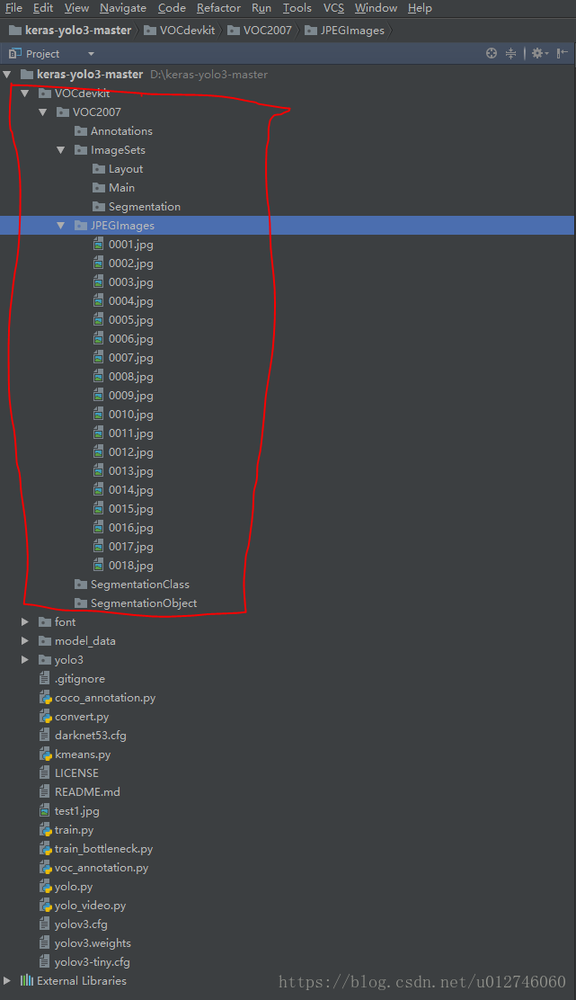 File Edit View Navigate Code Refactor Run Tools VCS Window Help
keras-yolo3-master VOCdevkit VOC2007 JPEGImages
Project
keras-yolo3-master D:\keras-yolo3-master
VOCdevkit
VOC2007
Annotations
ImageSets
Layout
Main
Segmentation
JPEGImages
0001.jpg
0002.jpg
0003.jpg
0004.jpg
0005.jpg
0006.jpg
0007.jpg
0008.jpg
0009.jpg
0010.jpg
0011.jpg
0012.jpg
0013.jpg
0014.jpg
0015.jpg
0016.jpg
0017.jpg
0018.jpg
SegmentationClass
SegmentationObject
font
model_data
yolo3
.gitignore
coco_annotation.py
convert.py
darknet53.cfg
kmeans.py
LICENSE
README.md
test1.jpg
train.py
train_bottleneck.py
voc_annotation.py
yolo.py
yolo_video.py
yolov3.cfg
yolov3.weights
yolov3-tiny.cfg
External Libraries
https://blog.csdn.net/u012746060